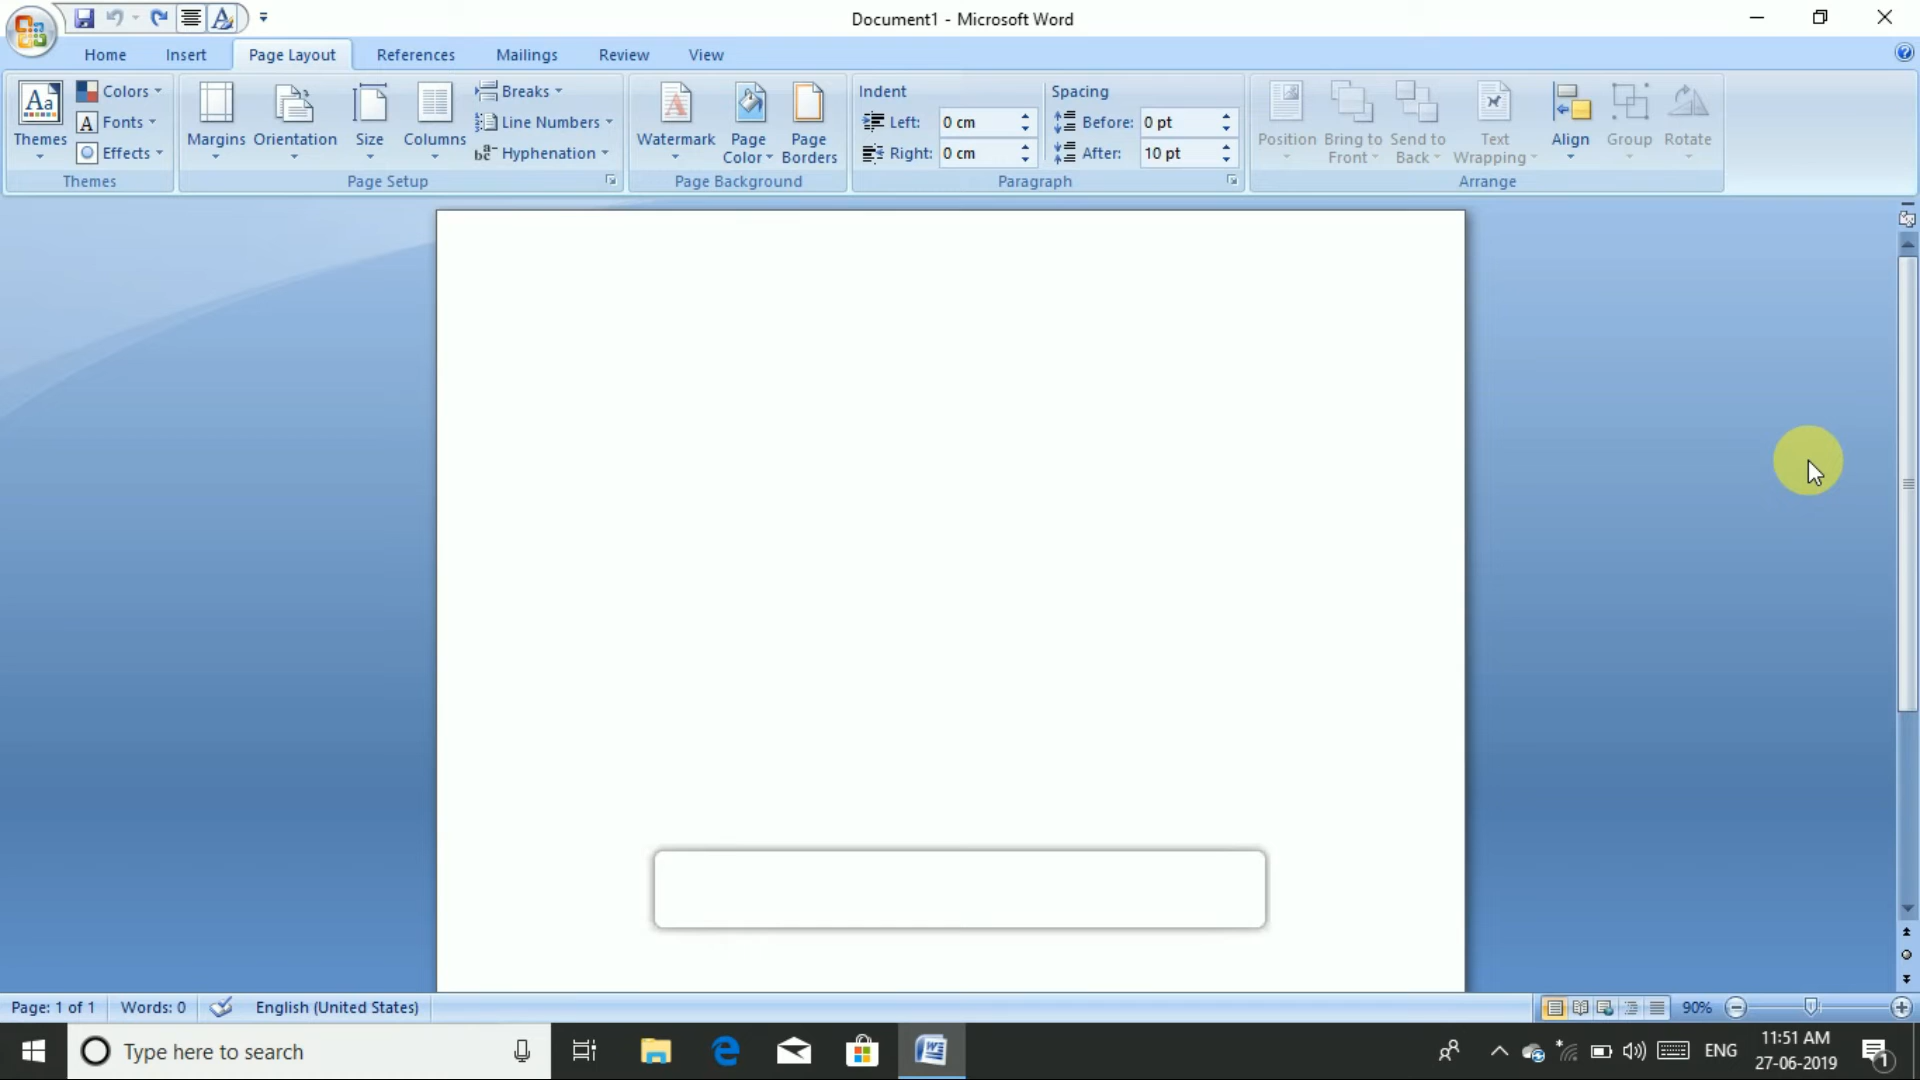 Document1 - Microsoft Word
Home Insert Page Layout References Mailings Review View
Themes
Colors
Fonts
Effects
Themes
Margins
Orientation
Size
Columns
Breaks
Line Numbers
Hyphenation
Page Setup
Watermark
Page Color
Page Borders
Page Background
Indent
Left: 0 cm
Right: 0 cm
Spacing
Before: 0 pt
After: 10 pt
Paragraph
Position
Bring to Front
Send to Back
Text Wrapping
Align
Group
Rotate
Arrange
Page: 1 of 1 Words: 0 English (United States) 90%
Type here to search
ENG
11:51 AM
27-06-2019
1